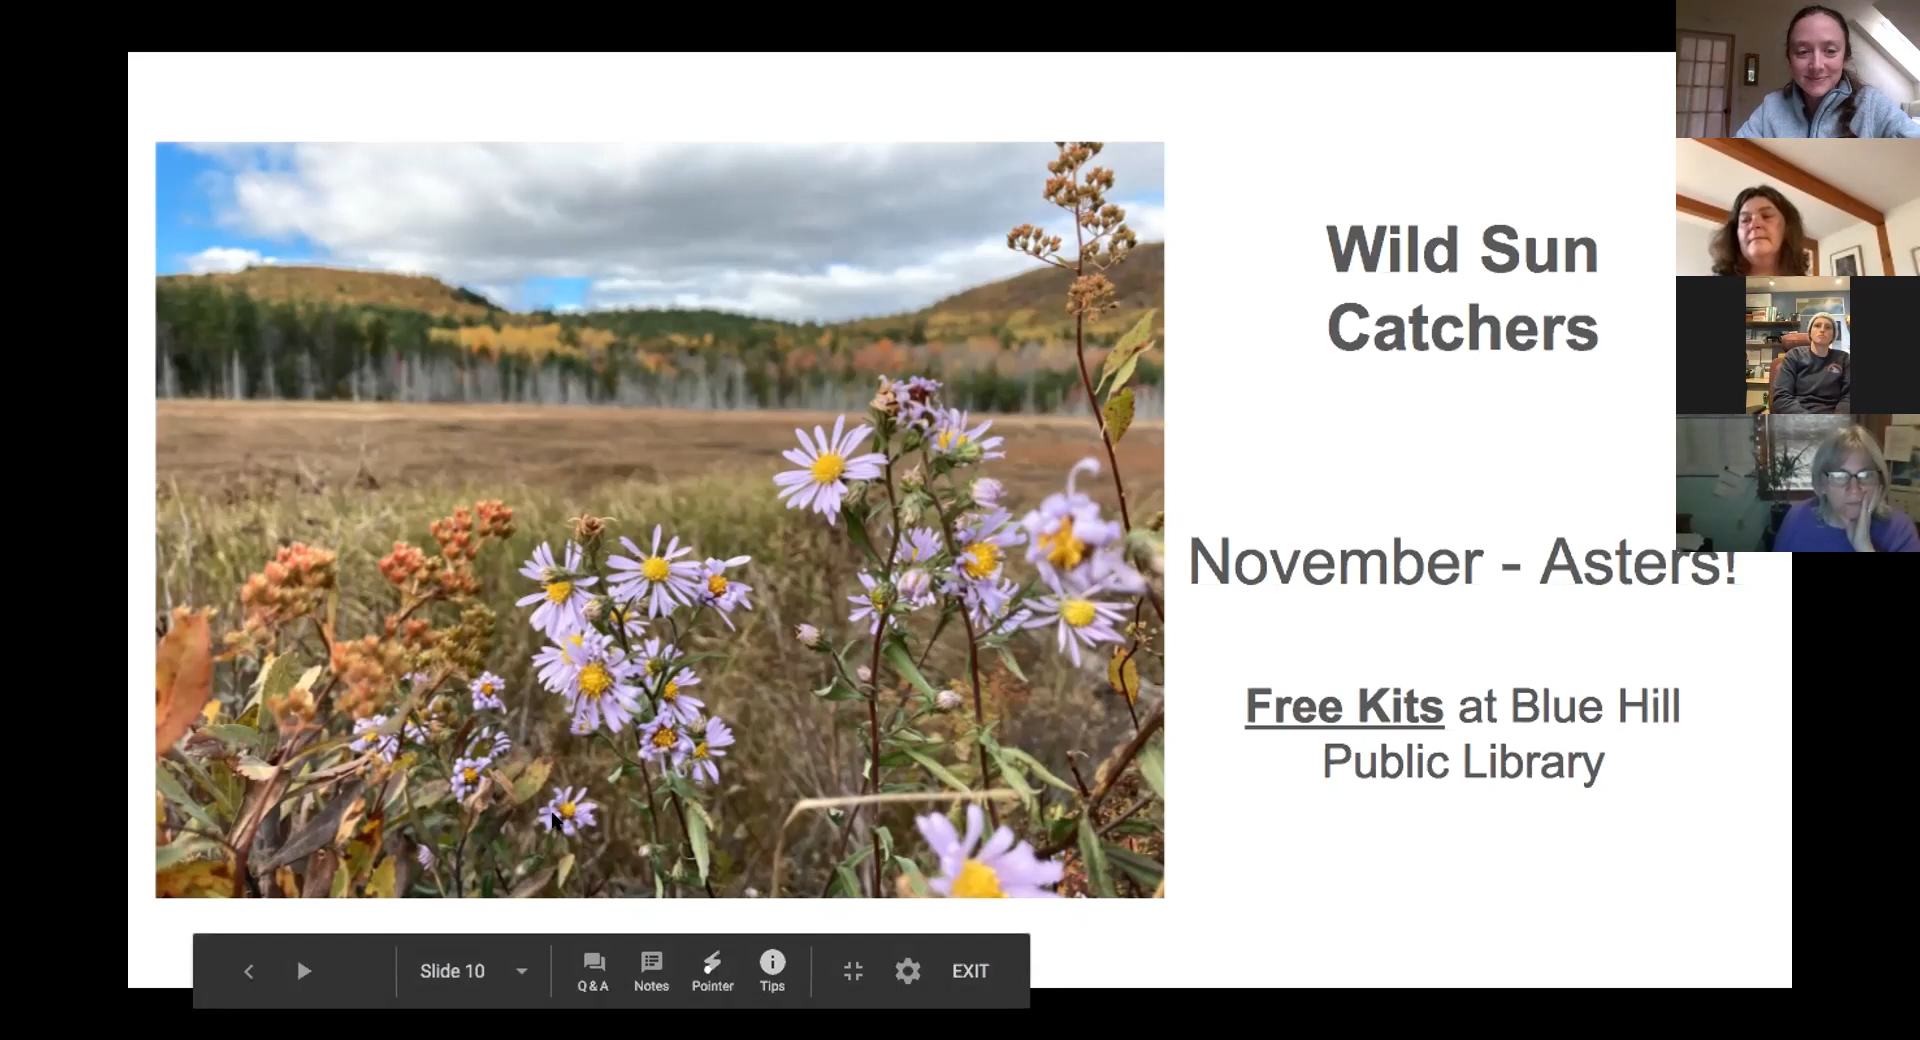 Wild Sun
Catchers
November - Asters!
Free Kits at Blue Hill
Public Library
Slide 10
Q&A
Notes
Pointer
Tips
EXIT